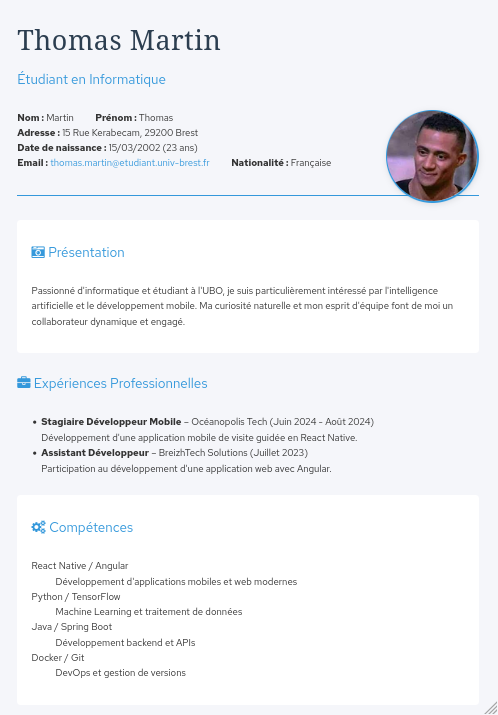 Thomas Martin
Étudiant en Informatique
Nom : Martin Prénom : Thomas
Adresse : 15 Rue Kerabecam, 29200 Brest
Date de naissance : 15/03/2002 (23 ans)
Email : thomas.martin@etudiant.univ-brest.fr Nationalité : Française
Présentation
Passionné d'informatique et étudiant à l'UBO, je suis particulièrement intéressé par l'intelligence
artificielle et le développement mobile. Ma curiosité naturelle et mon esprit d'équipe font de moi un
collaborateur dynamique et engagé.
Expériences Professionnelles
• Stagiaire Développeur Mobile – Océanopolis Tech (Juin 2024 - Août 2024)
Développement d'une application mobile de visite guidée en React Native.
• Assistant Développeur – BreizhTech Solutions (Juillet 2023)
Participation au développement d'une application web avec Angular.
Compétences
React Native / Angular
Développement d'applications mobiles et web modernes
Python / TensorFlow
Machine Learning et traitement de données
Java / Spring Boot
Développement backend et APIs
Docker / Git
DevOps et gestion de versions